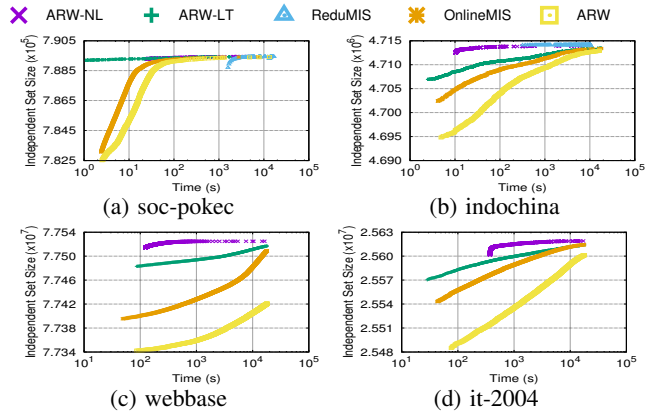 ARW-NL ARW-LT ReduMIS OnlineMIS ARW
Independent Set Size (x10^5)
7.905
7.885
7.865
7.845
7.825
10^0 10^1 10^2 10^3 10^4 10^5
Time (s)
(a) soc-pokec
Independent Set Size (x10^6)
4.715
4.710
4.705
4.700
4.695
4.690
10^0 10^1 10^2 10^3 10^4 10^5
Time (s)
(b) indochina
Independent Set Size (x10^7)
7.754
7.750
7.746
7.742
7.738
7.734
10^1 10^2 10^3 10^4 10^5
Time (s)
(c) webbase
Independent Set Size (x10^7)
2.563
2.560
2.557
2.554
2.551
2.548
10^1 10^2 10^3 10^4 10^5
Time (s)
(d) it-2004